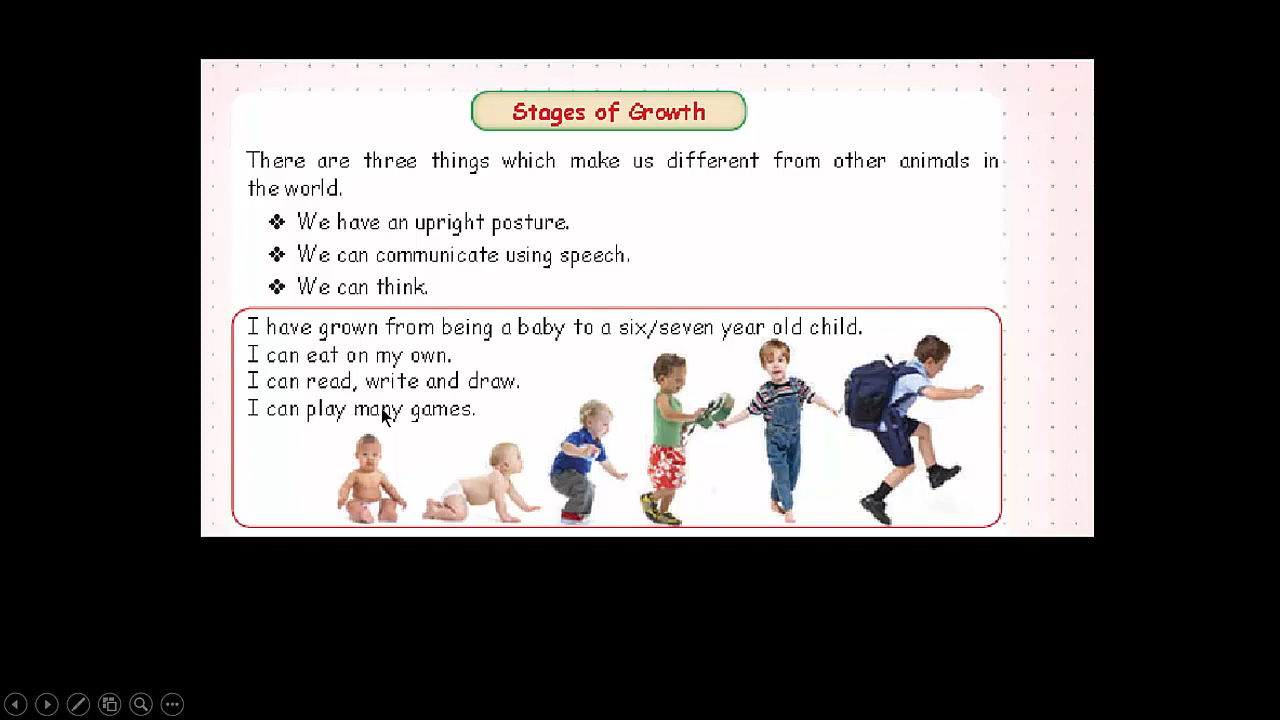 Stages of Growth
There are three things which make us different from other animals in
the world.
❖ We have an upright posture.
❖ We can communicate using speech.
❖ We can think.
I have grown from being a baby to a six/seven year old child.
I can eat on my own.
I can read, write and draw.
I can play many games.